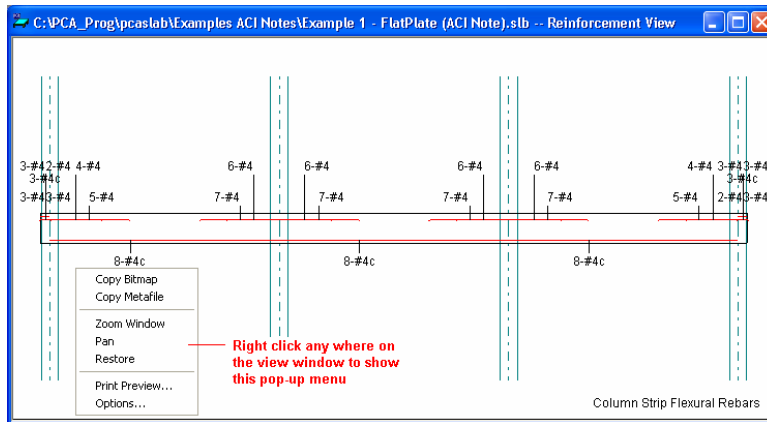 C:\PCA_Prog\pcaslab\Examples ACI Notes\Example 1 - FlatPlate (ACI Note).slb -- Reinforcement View
3-#4 2-#4 4-#4 6-#4 6-#4 6-#4 6-#4 4-#4 3-#4 3-#4
3-#4c 3-#4c
3-#4 3-#4 5-#4 7-#4 7-#4 7-#4 7-#4 5-#4 2-#4 3-#4
8-#4c 8-#4c 8-#4c
Copy Bitmap
Copy Metafile
Zoom Window
Pan
Restore
Print Preview...
Options...
Right click any where on
the view window to show
this pop-up menu
Column Strip Flexural Rebars